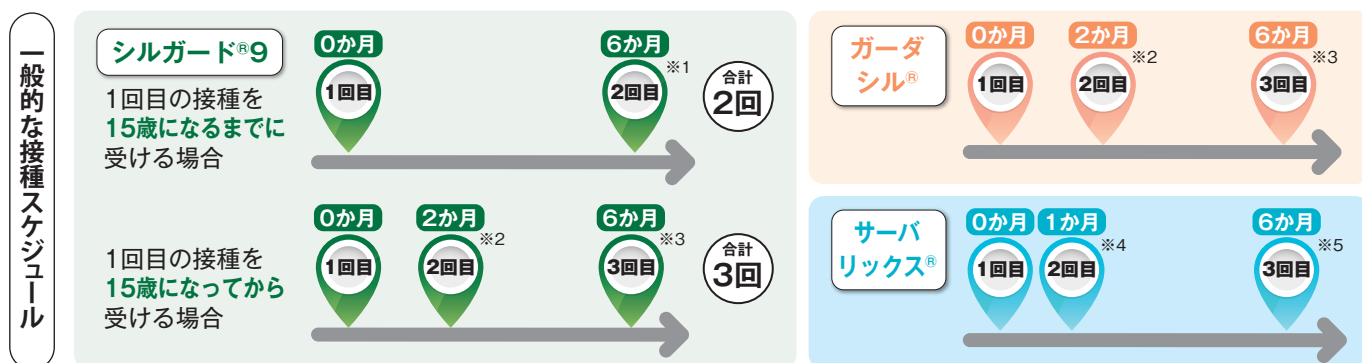 一般的な接種スケジュール
シルガード®9
1回目の接種を
15歳になるまでに
受ける場合
0か月
1回目
6か月
※1
2回目
合計
2回
1回目の接種を
15歳になってから
受ける場合
0か月
1回目
2か月
※2
2回目
6か月
※3
3回目
合計
3回
ガーダ
シル®
0か月
1回目
2か月
※2
2回目
6か月
※3
3回目
サーバ
リックス®
0か月
1回目
1か月
※4
2回目
6か月
※5
3回目